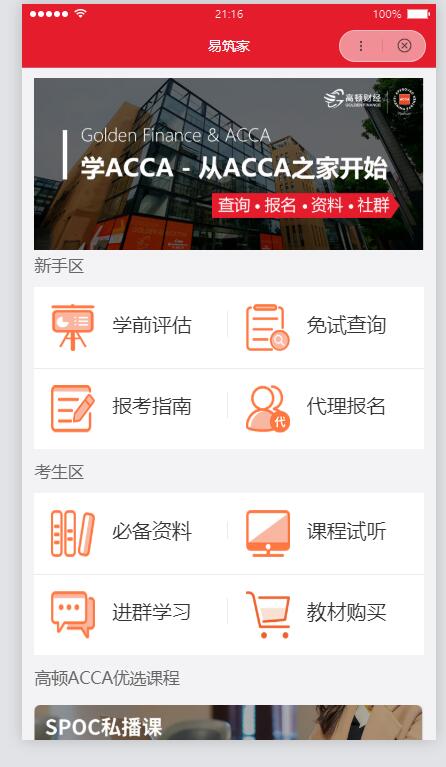 21:16
100%
易筑家
高顿财经
GOLDEN FINANCE
Golden Finance & ACCA
学ACCA - 从ACCA之家开始
查询 • 报名 • 资料 • 社群
新手区
学前评估
免试查询
报考指南
代理报名
代
考生区
必备资料
课程试听
进群学习
教材购买
高顿ACCA优选课程
SPOC私播课